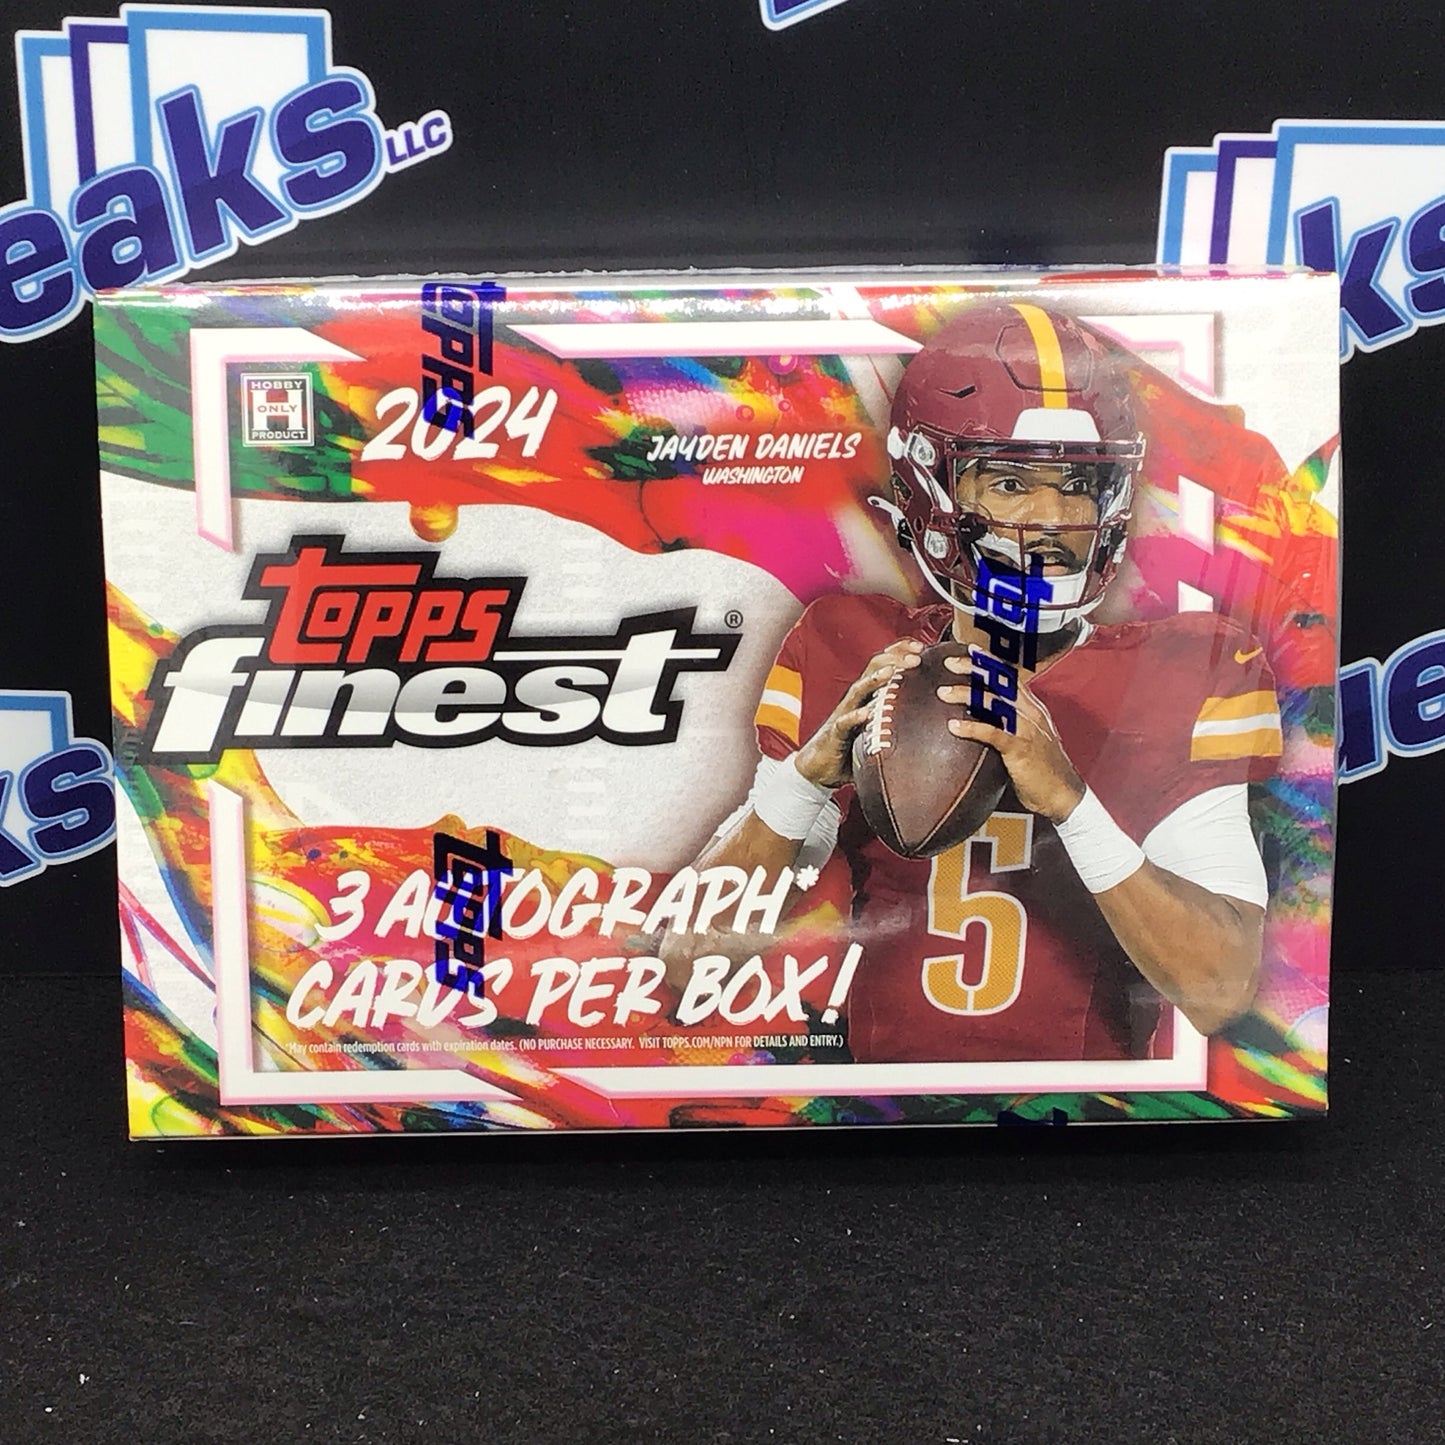 eaks LLC
ks
HOBBY
H
ONLY
PRODUCT
2024
JAYDEN DANIELS
WASHINGTON
topps
finest®
topps
topps
topps
5
3 AUTOGRAPH*
CARDS PER BOX!
*May contain redemption cards with expiration dates. (NO PURCHASE NECESSARY. VISIT TOPPS.COM/NPN FOR DETAILS AND ENTRY.)
ks
ue